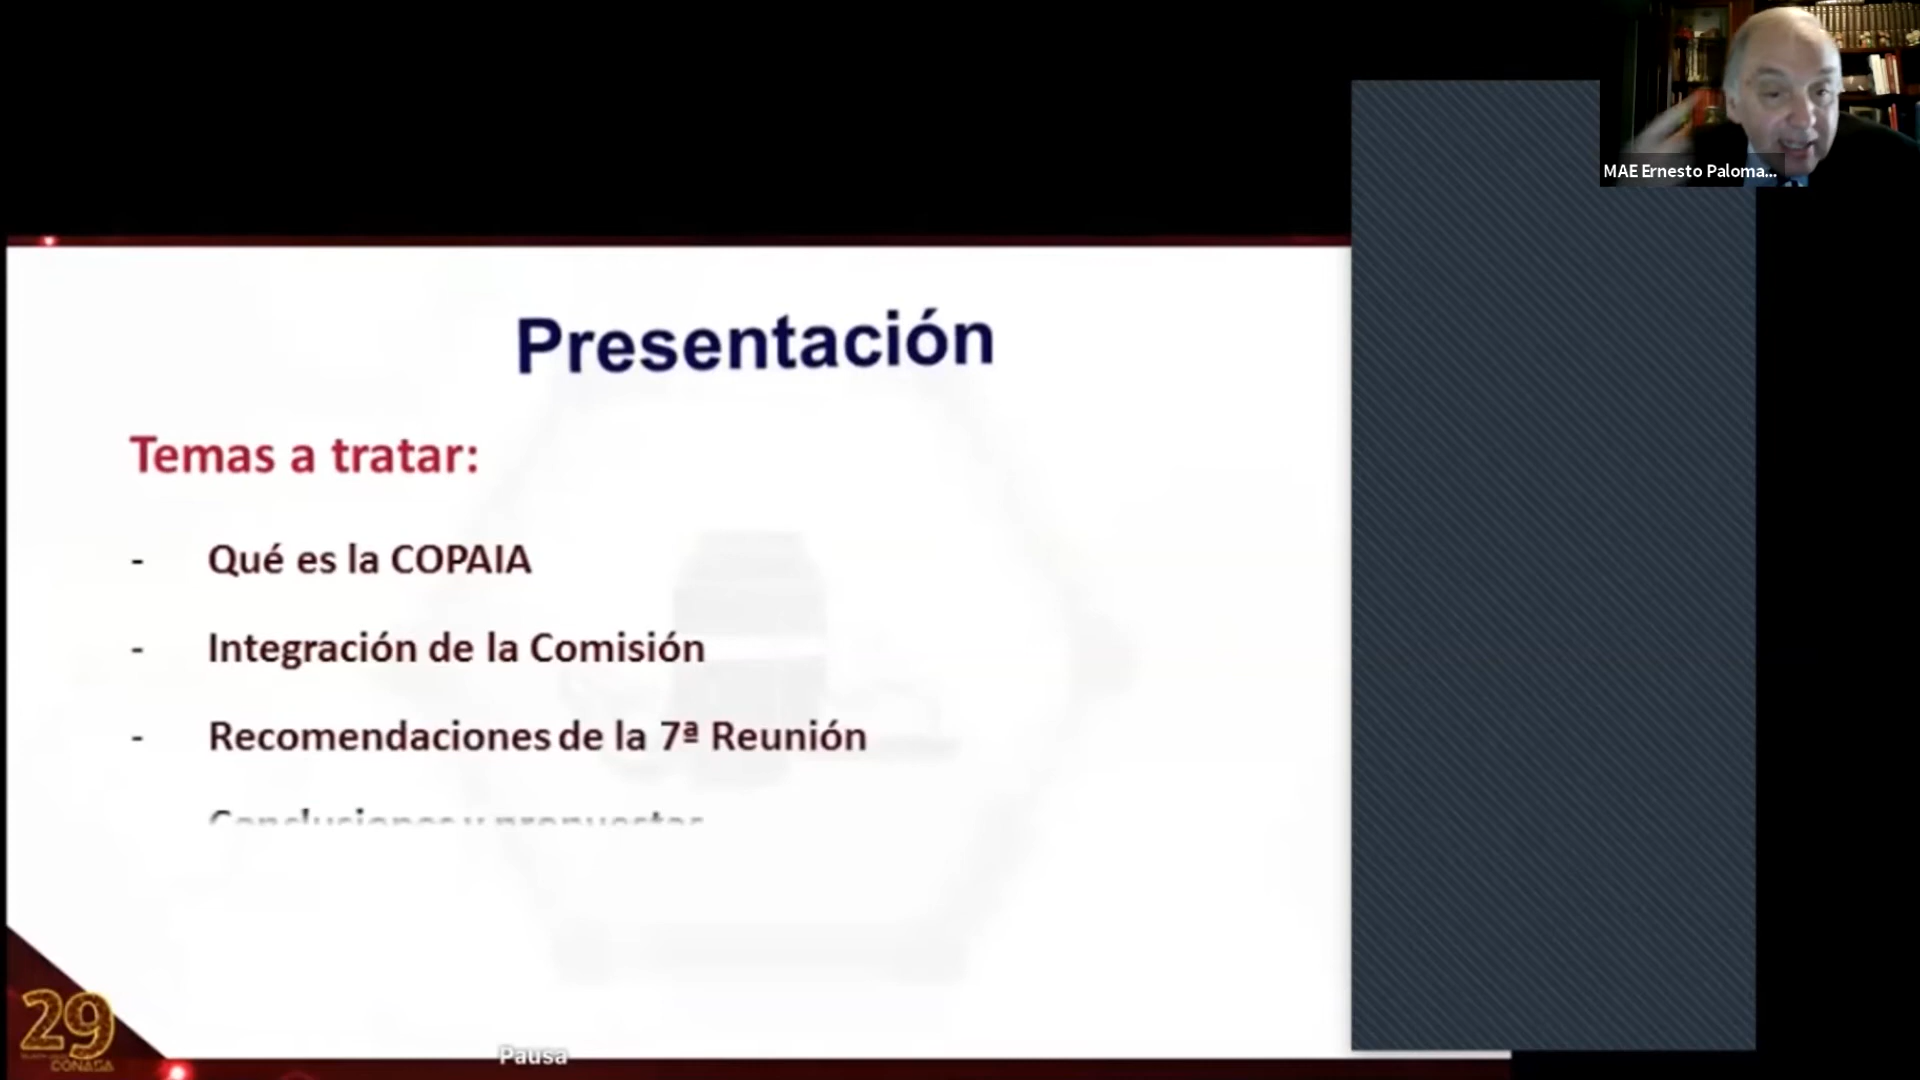 MAE Ernesto Paloma...
Presentación
Temas a tratar:
- Qué es la COPAIA
- Integración de la Comisión
- Recomendaciones de la 7ª Reunión
Conclusiones y propuestas
29
CONASA
Pausa